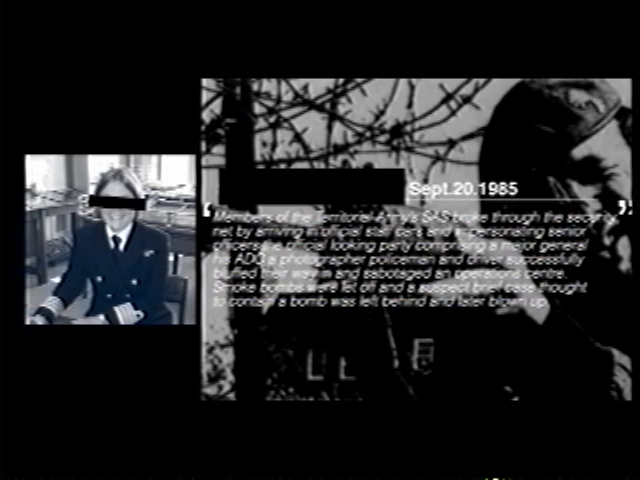 Sept.20.1985
‘Members of the Territorial Army's SAS broke through the security ’
net by arriving in official staff cars and impersonating senior
officers. The official looking party comprising a major general
his ADC a photographer policeman and driver successfully
bluffed their way in and sabotaged an operations centre.
Smoke bombs were let off and a suspect brief case thought
to contain a bomb was left behind and later blown up.